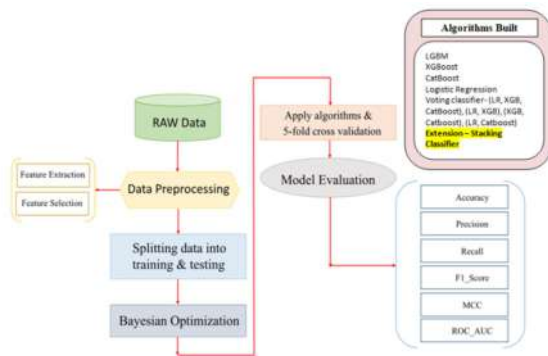 RAW Data
Feature Extraction
Feature Selection
Data Preprocessing
Splitting data into
training & testing
Bayesian Optimization
Apply algorithms &
5-fold cross validation
Model Evaluation
Algorithms Built
LGBM
XGBoost
CatBoost
Logistic Regression
Voting classifier- (LR, XGB,
CatBoost), (LR, XGB), (XGB,
Catboost), (LR, Catboost)
Extension – Stacking
Classifier
Accuracy
Precision
Recall
F1_Score
MCC
ROC_AUC